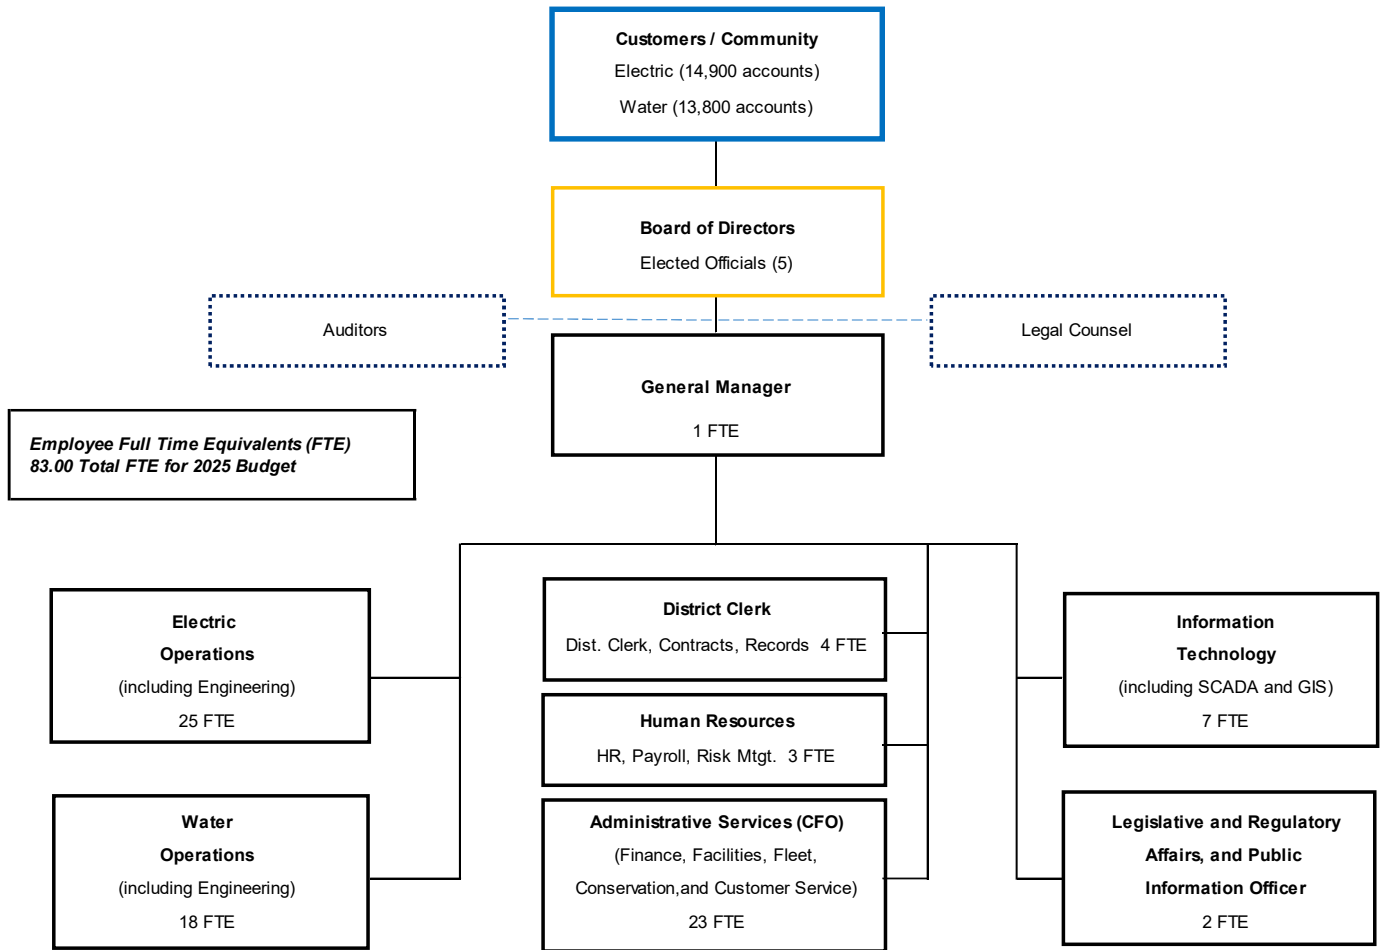 Customers / Community
Electric (14,900 accounts)
Water (13,800 accounts)
Board of Directors
Elected Officials (5)
Auditors
Legal Counsel
General Manager
1 FTE
Employee Full Time Equivalents (FTE)
83.00 Total FTE for 2025 Budget
Electric
Operations
(including Engineering)
25 FTE
Water
Operations
(including Engineering)
18 FTE
District Clerk
Dist. Clerk, Contracts, Records  4 FTE
Human Resources
HR, Payroll, Risk Mtgt.  3 FTE
Administrative Services (CFO)
(Finance, Facilities, Fleet,
Conservation,and Customer Service)
23 FTE
Information
Technology
(including SCADA and GIS)
7 FTE
Legislative and Regulatory
Affairs, and Public
Information Officer
2 FTE